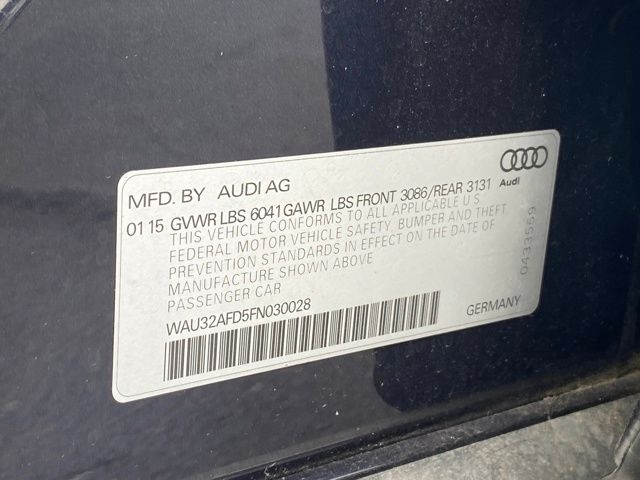 MFD. BY AUDI AG
Audi
01 15 GVWR LBS 6041 GAWR LBS FRONT 3086/REAR 3131
THIS VEHICLE CONFORMS TO ALL APPLICABLE U S
FEDERAL MOTOR VEHICLE SAFETY, BUMPER AND THEFT
PREVENTION STANDARDS IN EFFECT ON THE DATE OF
MANUFACTURE SHOWN ABOVE
PASSENGER CAR
WAU32AFD5FN030028
GERMANY
0433559